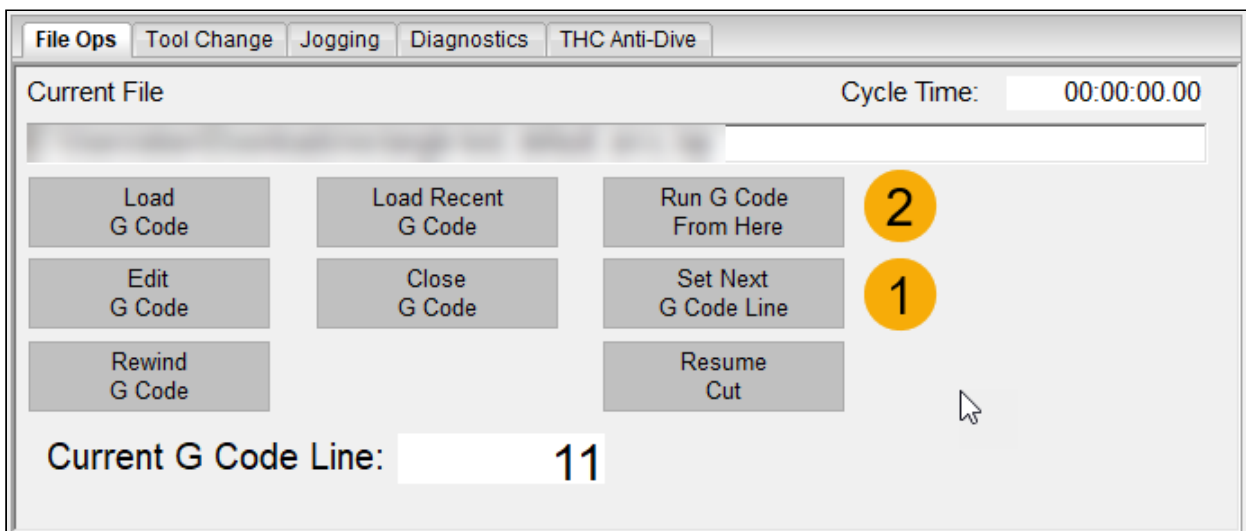 File Ops Tool Change Jogging Diagnostics THC Anti-Dive
Current File Cycle Time: 00:00:00.00
Load
G Code
Load Recent
G Code
Run G Code
From Here
2
Edit
G Code
Close
G Code
Set Next
G Code Line
1
Rewind
G Code
Resume
Cut
Current G Code Line: 11